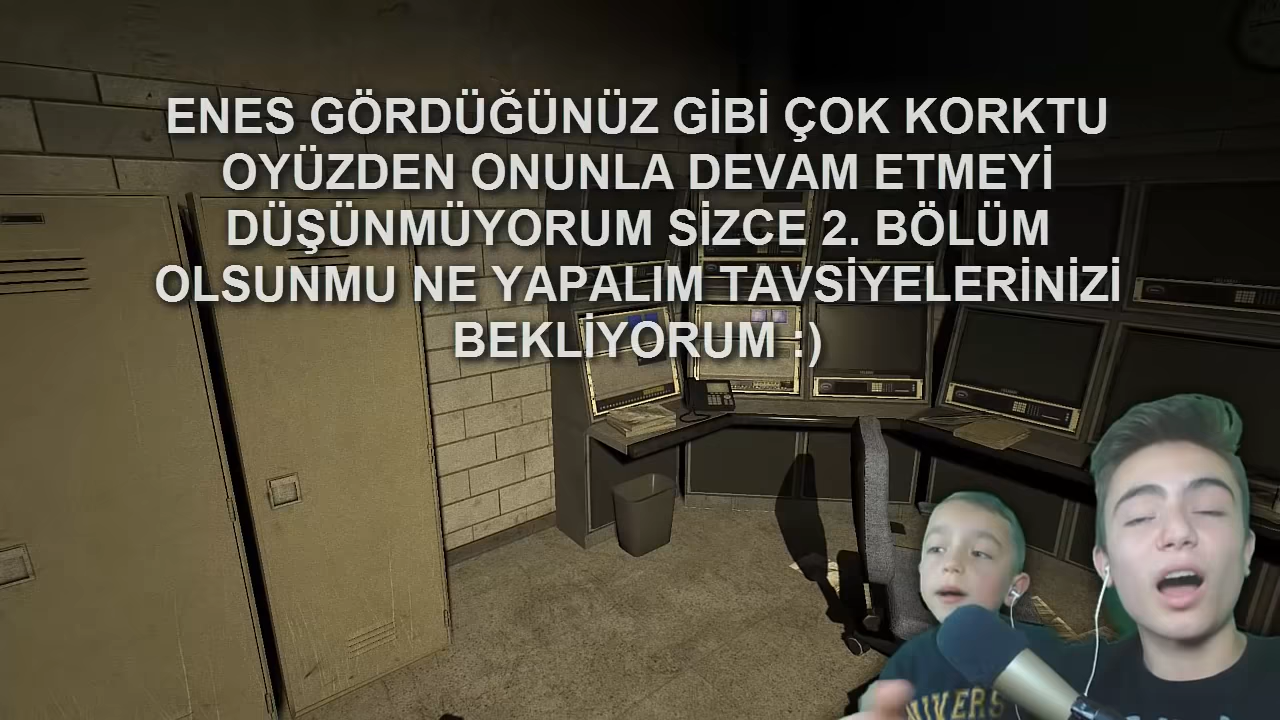 ENES GÖRDÜĞÜNÜZ GİBİ ÇOK KORKTU
OYÜZDEN ONUNLA DEVAM ETMEYİ
DÜŞÜNMÜYORUM SİZCE 2. BÖLÜM
OLSUNMU NE YAPALIM TAVSİYELERİNİZİ
BEKLİYORUM :)